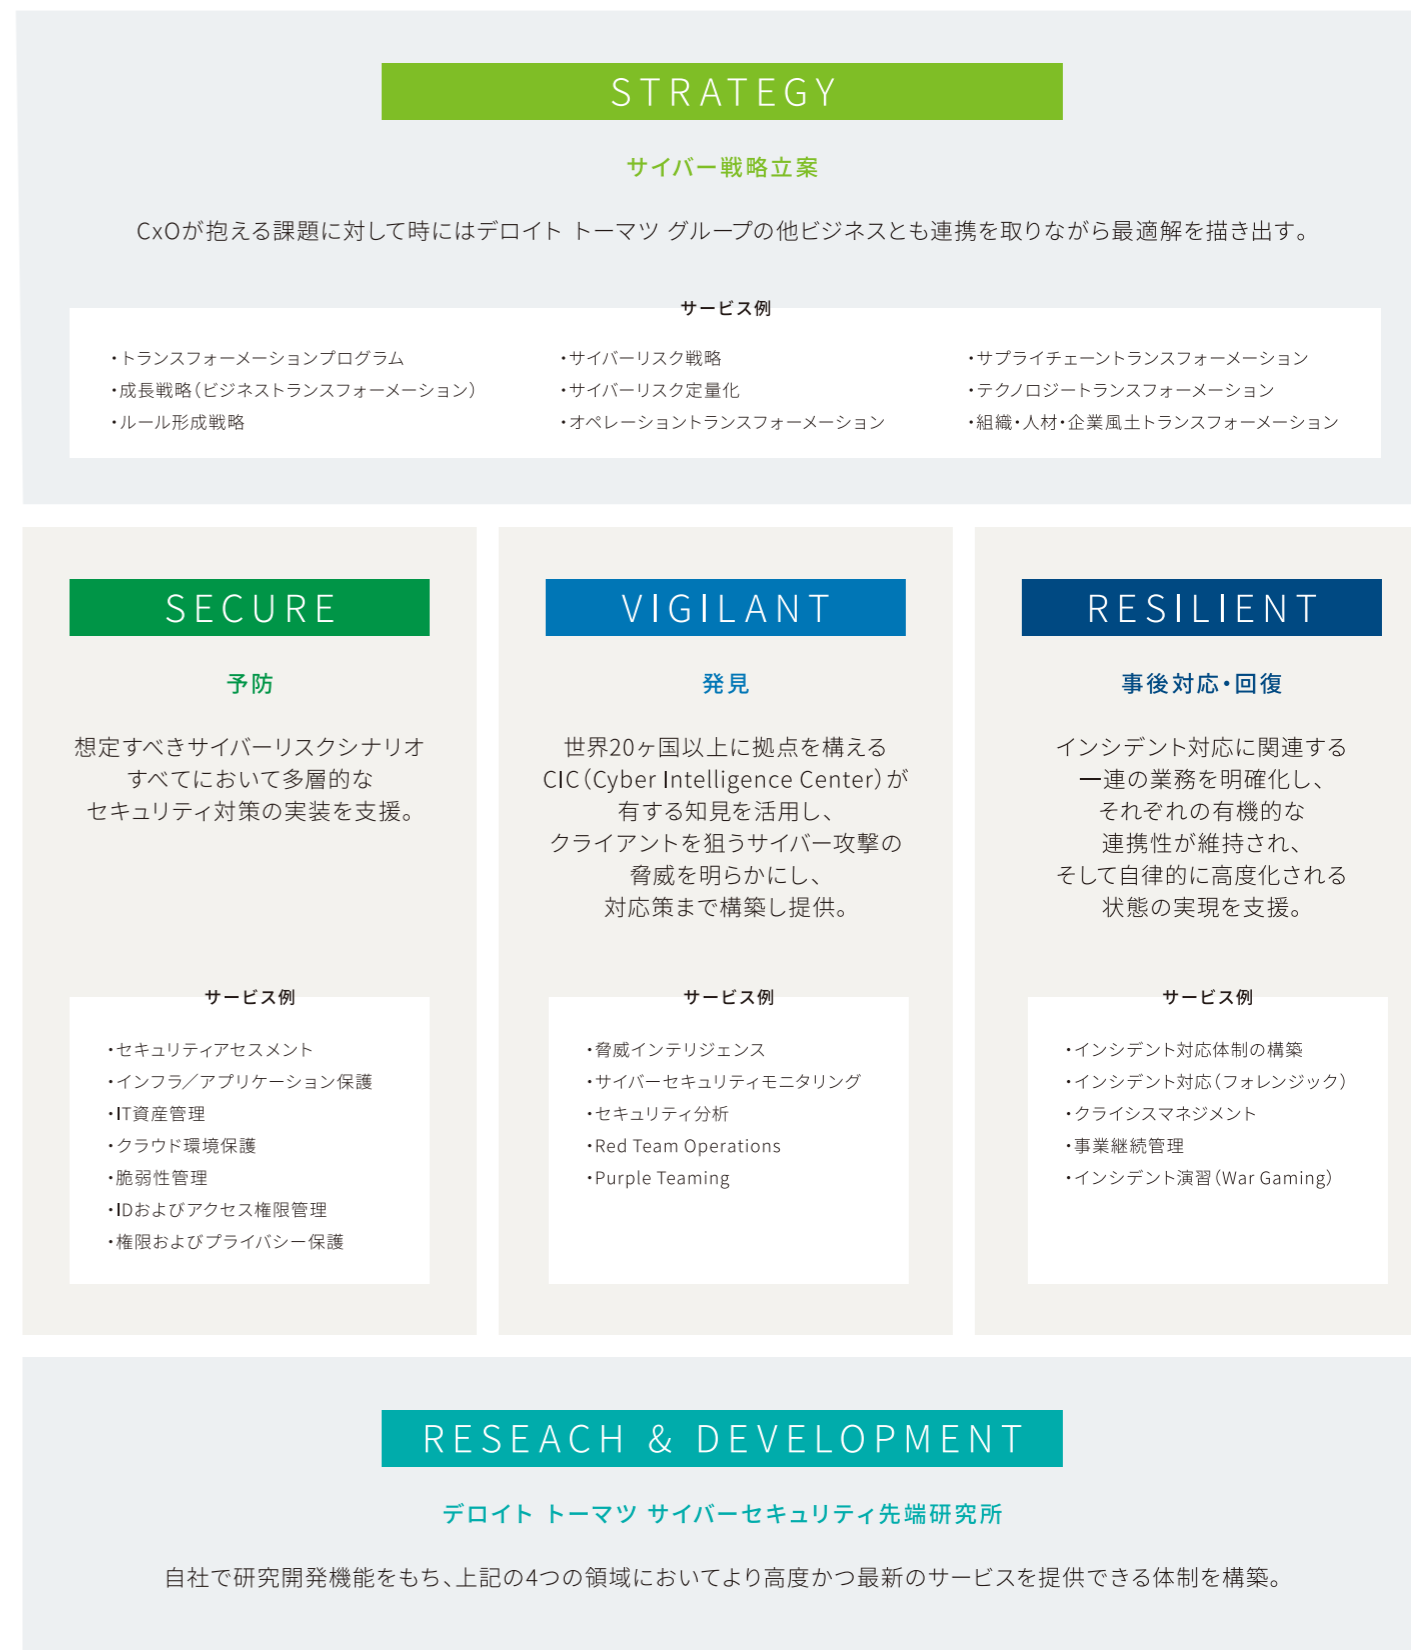 STRATEGY
サイバー戦略立案
CxOが抱える課題に対して時にはデロイト トーマツ グループの他ビジネスとも連携を取りながら最適解を描き出す。
サービス例
・トランスフォーメーションプログラム
・成長戦略（ビジネストランスフォーメーション）
・ルール形成戦略
・サイバーリスク戦略
・サイバーリスク定量化
・オペレーショントランスフォーメーション
・サプライチェーントランスフォーメーション
・テクノロジートランスフォーメーション
・組織・人材・企業風土トランスフォーメーション
SECURE
予防
想定すべきサイバーリスクシナリオ
すべてにおいて多層的な
セキュリティ対策の実装を支援。
サービス例
・セキュリティアセスメント
・インフラ／アプリケーション保護
・IT資産管理
・クラウド環境保護
・脆弱性管理
・IDおよびアクセス権限管理
・権限およびプライバシー保護
VIGILANT
発見
世界20ヶ国以上に拠点を構える
CIC（Cyber Intelligence Center）が
有する知見を活用し、
クライアントを狙うサイバー攻撃の
脅威を明らかにし、
対応策まで構築し提供。
サービス例
・脅威インテリジェンス
・サイバーセキュリティモニタリング
・セキュリティ分析
・Red Team Operations
・Purple Teaming
RESILIENT
事後対応・回復
インシデント対応に関連する
一連の業務を明確化し、
それぞれの有機的な
連携性が維持され、
そして自律的に高度化される
状態の実現を支援。
サービス例
・インシデント対応体制の構築
・インシデント対応（フォレンジック）
・クライシスマネジメント
・事業継続管理
・インシデント演習（War Gaming）
RESEACH & DEVELOPMENT
デロイト トーマツ サイバーセキュリティ先端研究所
自社で研究開発機能をもち、上記の4つの領域においてより高度かつ最新のサービスを提供できる体制を構築。